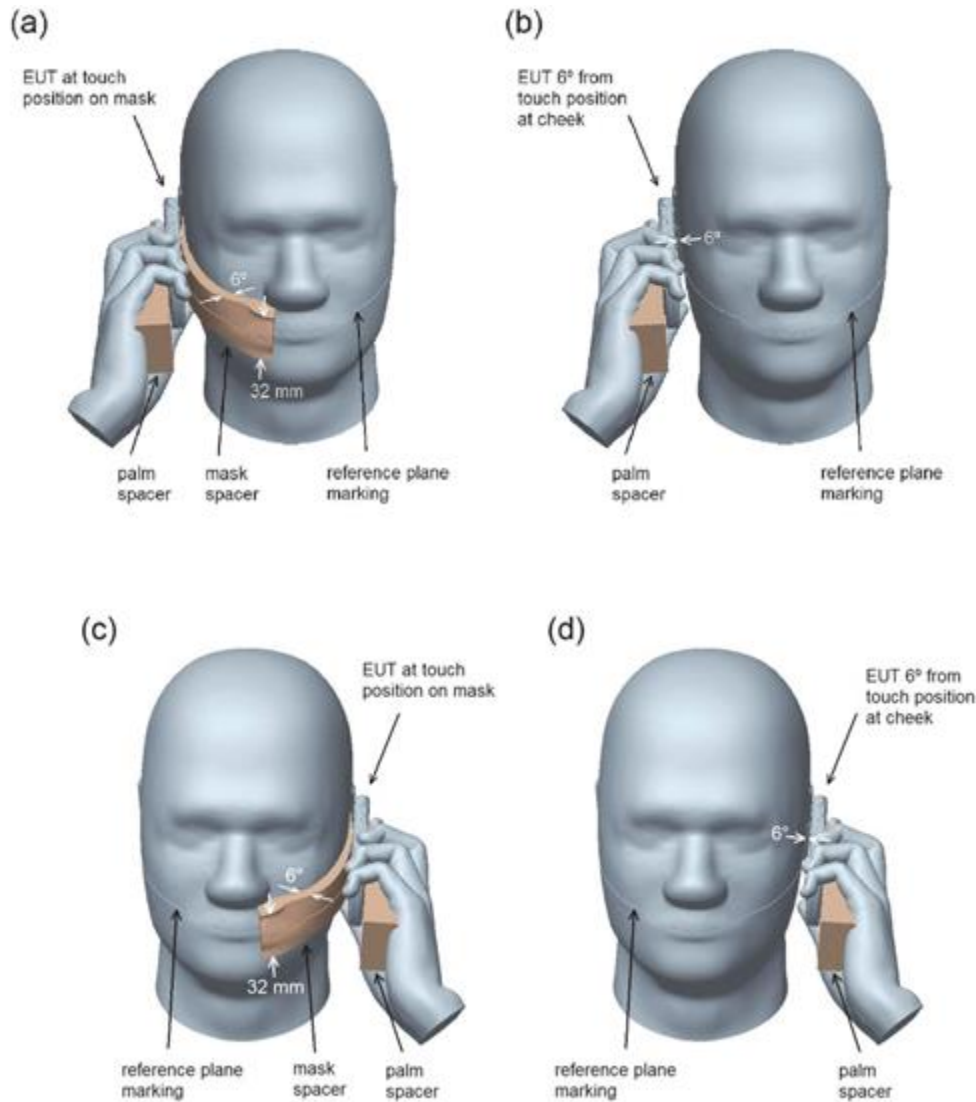 (a)
EUT at touch
position on mask
6º
32 mm
palm
spacer
mask
spacer
reference plane
marking
(b)
EUT 6º from
touch position
at cheek
6º
palm
spacer
reference plane
marking
(c)
EUT at touch
position on mask
6º
32 mm
reference plane
marking
mask
spacer
palm
spacer
(d)
EUT 6º from
touch position
at cheek
6º
reference plane
marking
palm
spacer